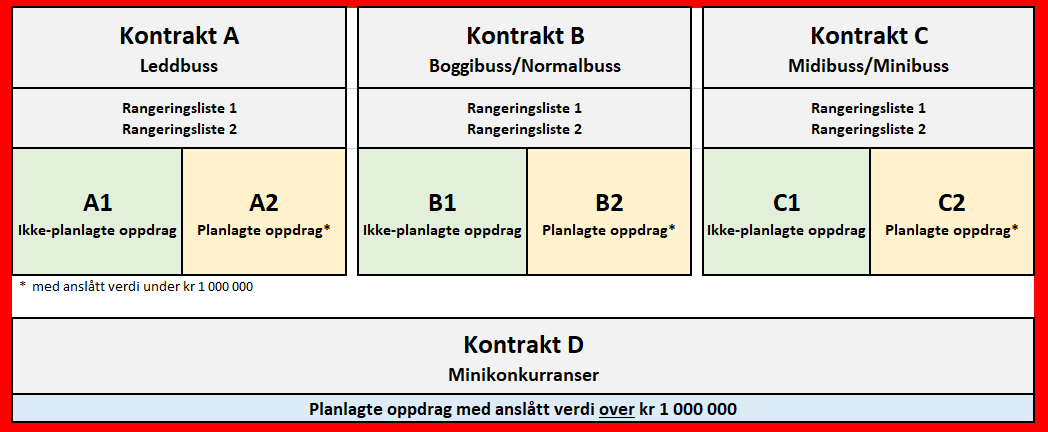 Kontrakt A
Leddbuss
Rangeringsliste 1
Rangeringsliste 2
A1
Ikke-planlagte oppdrag
A2
Planlagte oppdrag*
Kontrakt B
Boggibuss/Normalbuss
Rangeringsliste 1
Rangeringsliste 2
B1
Ikke-planlagte oppdrag
B2
Planlagte oppdrag*
Kontrakt C
Midibuss/Minibuss
Rangeringsliste 1
Rangeringsliste 2
C1
Ikke-planlagte oppdrag
C2
Planlagte oppdrag*
* med anslått verdi under kr 1 000 000
Kontrakt D
Minikonkurranser
Planlagte oppdrag med anslått verdi over kr 1 000 000